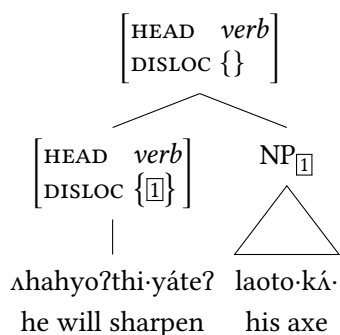 HEAD verb
DISLOC {}
HEAD verb
DISLOC {1}
NP1
ʌhahyoʔthi·yáteʔ laoto·kʌ́·
he will sharpen his axe